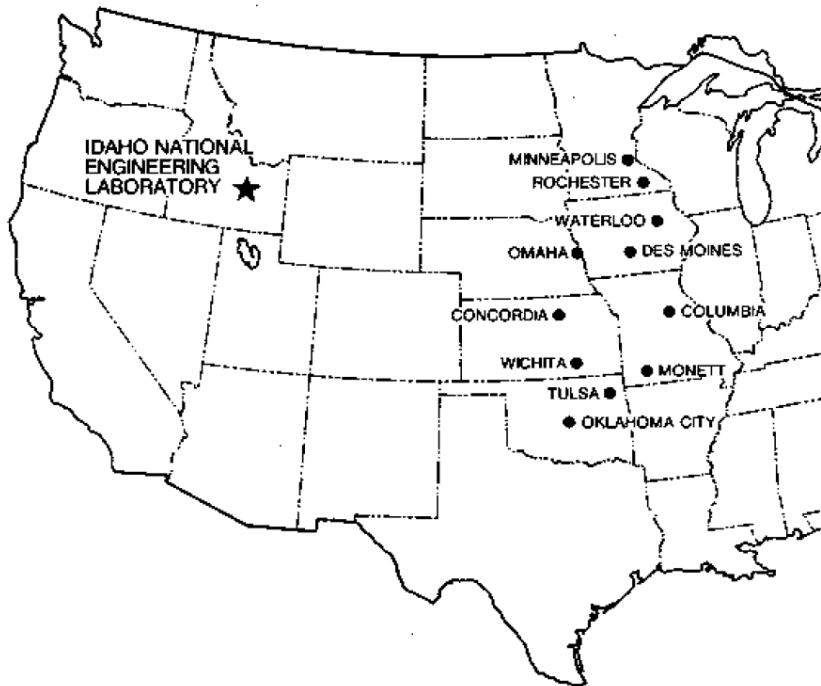 IDAHO NATIONAL
ENGINEERING
LABORATORY
MINNEAPOLIS
ROCHESTER
WATERLOO
OMAHA
DES MOINES
CONCORDIA
COLUMBIA
WICHITA
MONETT
TULSA
OKLAHOMA CITY